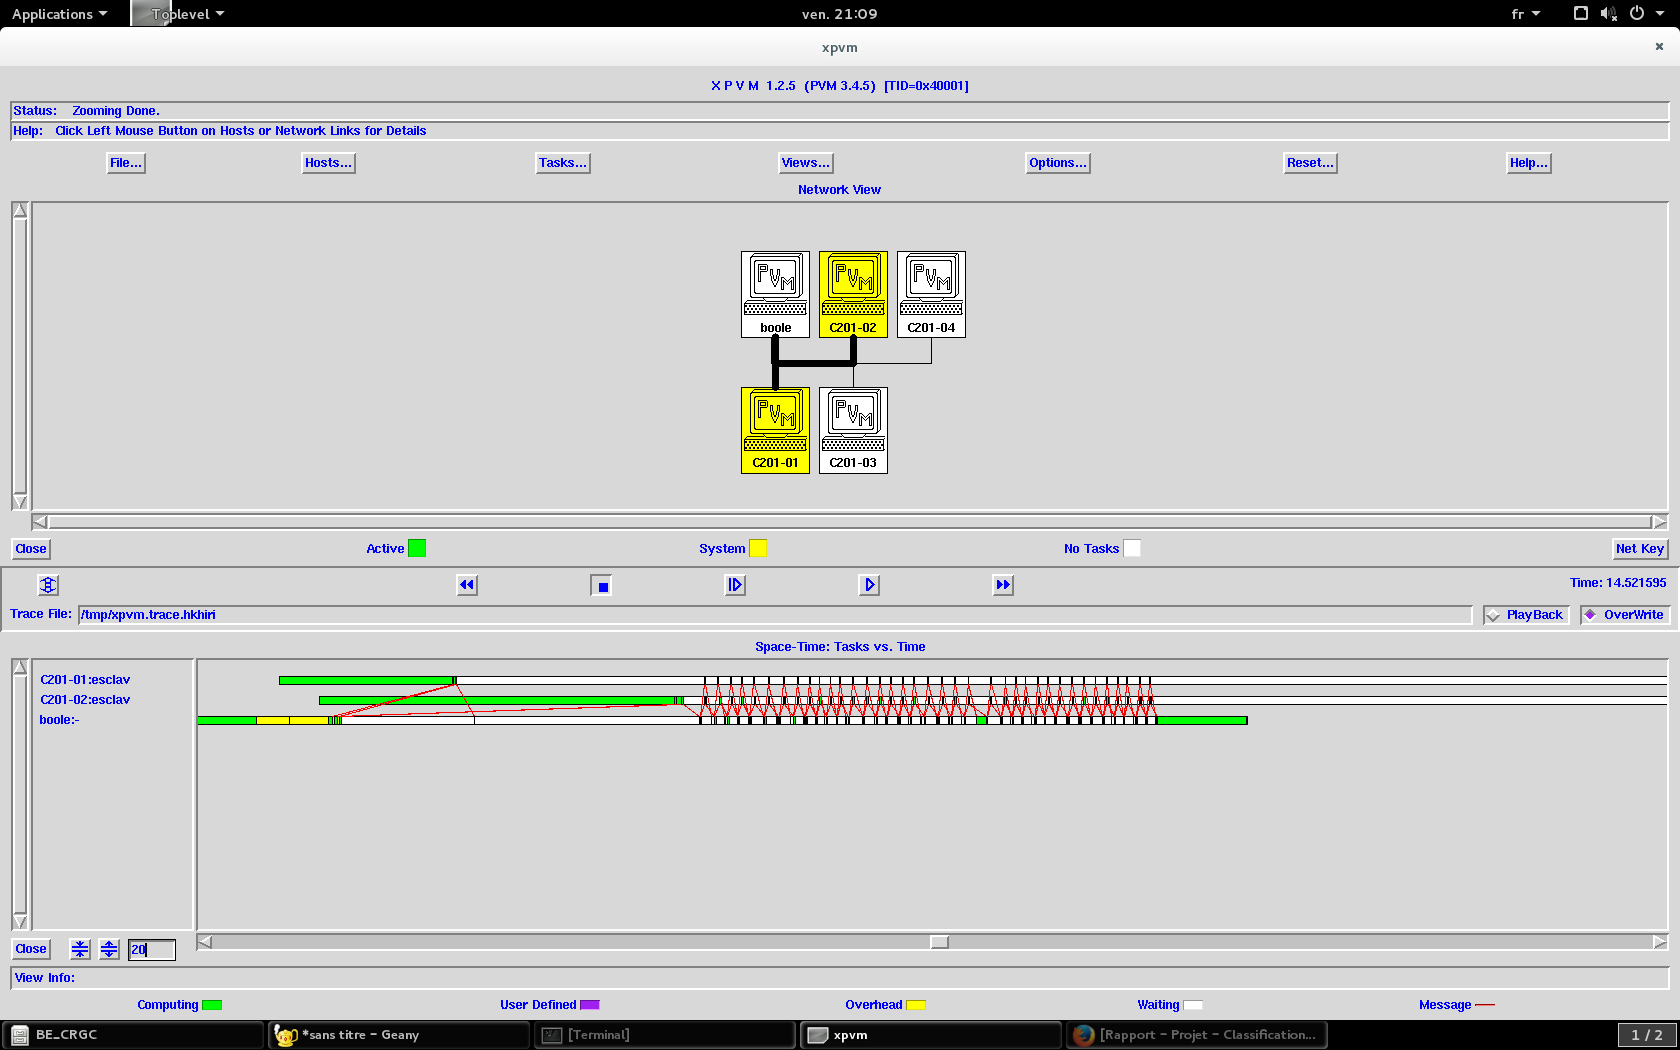 Applications Toplevel ven. 21:09 fr
xpvm ×
X P V M 1.2.5 (PVM 3.4.5) [TID=0x40001]
Status: Zooming Done.
Help: Click Left Mouse Button on Hosts or Network Links for Details
File... Hosts... Tasks... Views... Options... Reset... Help...
Network View
PVM PVM PVM
boole C201-02 C201-04
PVM PVM
C201-01 C201-03
Close Active System No Tasks Net Key
Time: 14.521595
Trace File: /tmp/xpvm.trace.hkhiri PlayBack OverWrite
Space-Time: Tasks vs. Time
C201-01:esclav
C201-02:esclav
boole:-
Close 20
View Info:
Computing User Defined Overhead Waiting Message
BE_CRGC *sans titre - Geany [Terminal] xpvm [Rapport - Projet - Classification... 1 / 2